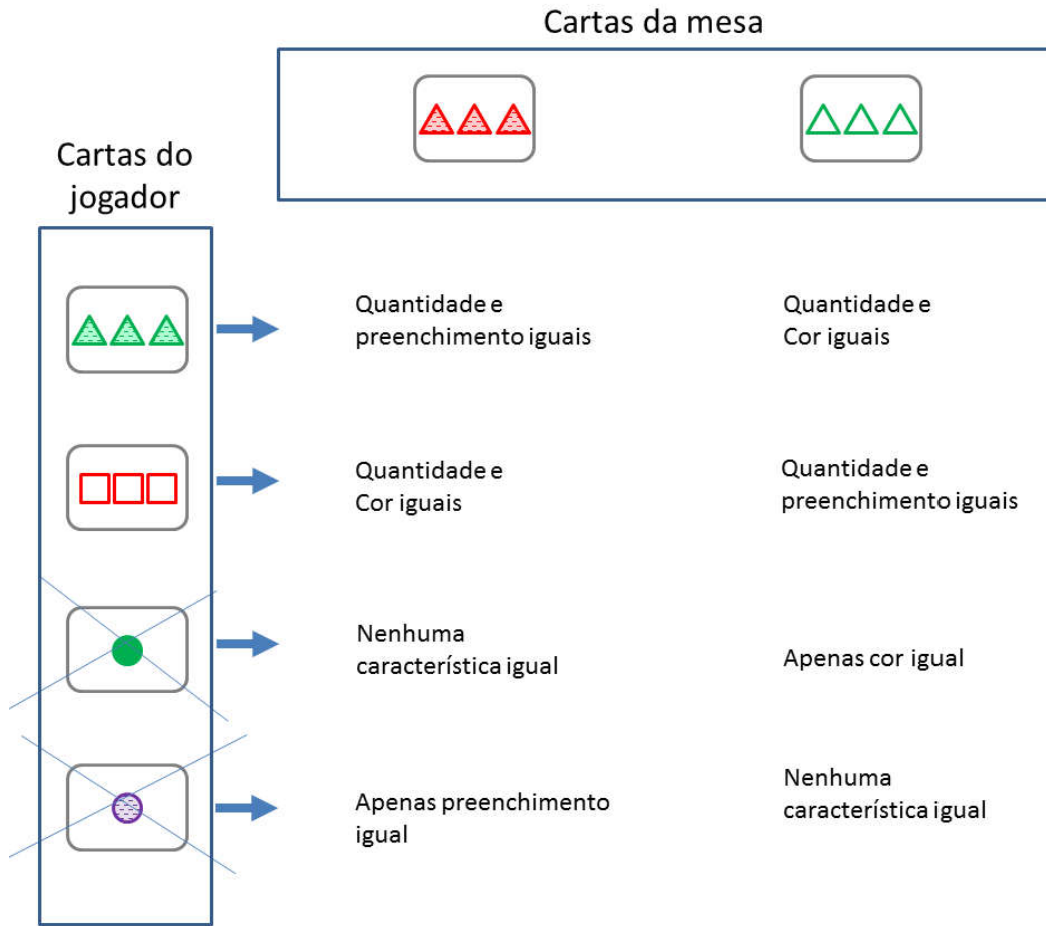 Cartas da mesa
Cartas do
jogador
Quantidade e
preenchimento iguais
Quantidade e
Cor iguais
Quantidade e
Cor iguais
Quantidade e
preenchimento iguais
Nenhuma
característica igual
Apenas cor igual
Apenas preenchimento
igual
Nenhuma
característica igual